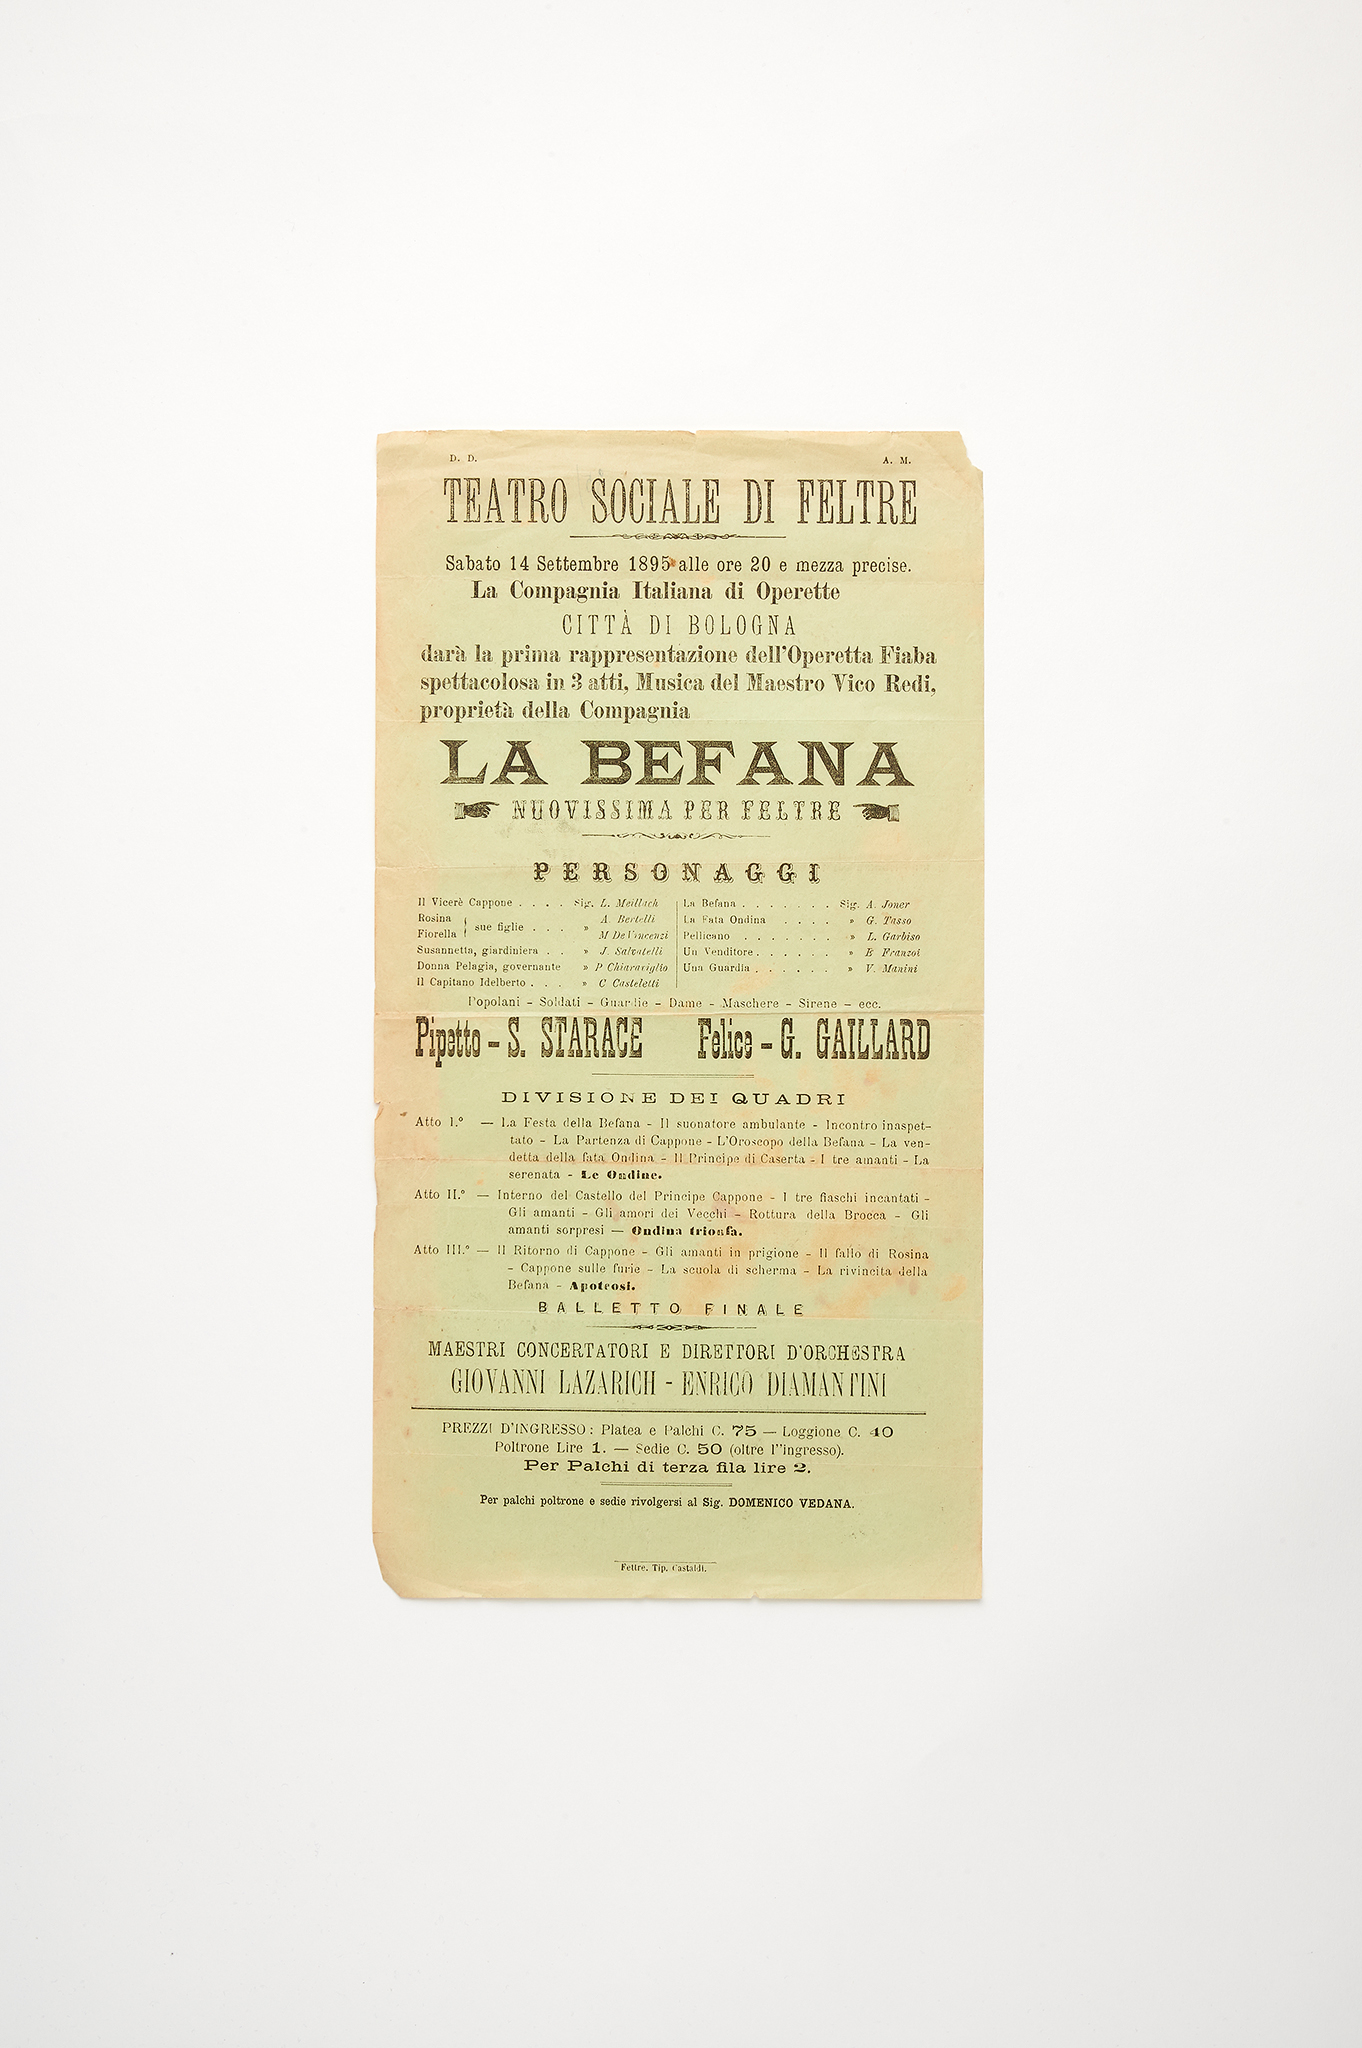 D. D. A. M.
TEATRO SOCIALE DI FELTRE
Sabato 14 Settembre 1895 alle ore 20 e mezza precise.
La Compagnia Italiana di Operette
CITTÀ DI BOLOGNA
darà la prima rappresentazione dell'Operetta Fiaba
spettacolosa in 3 atti, Musica del Maestro Vico Redi,
proprietà della Compagnia
LA BEFANA
NUOVISSIMA PER FELTRE
PERSONAGGI
Il Vicerè Cappone . . . . Sig. L. Meillach
Rosina A. Bertelli
sue figlie . . . »
Fiorella M De Vincenzi
Susannetta, giardiniera . . » J. Salvatelli
Donna Pelagia, governante » P Chiaraviglio
Il Capitano Idelberto . . . » C Casteletti
La Befana . . . . . . . Sig. A. Joner
La Fata Ondina . . . . » G. Tasso
Pellicano . . . . . . . » L. Garbiso
Un Venditore . . . . . . » E Franzoi
Una Guardia . . . . . . » V. Manini
Popolani - Soldati - Guardie - Dame - Maschere - Sirene - ecc.
Pipetto - S. STARACE Felice - G. GAILLARD
DIVISIONE DEI QUADRI
Atto I.° — La Festa della Befana - Il suonatore ambulante - Incontro inaspet-
tato - La Partenza di Cappone - L'Oroscopo della Befana - La ven-
detta della fata Ondina - Il Principe di Caserta - I tre amanti - La
serenata - Le Ondine.
Atto II.° — Interno del Castello del Principe Cappone - I tre fiaschi incantati -
Gli amanti - Gli amori dei Vecchi - Rottura della Brocca - Gli
amanti sorpresi — Ondina trionfa.
Atto III.° — Il Ritorno di Cappone - Gli amanti in prigione - Il fallo di Rosina
- Cappone sulle furie - La scuola di scherma - La rivincita della
Befana - Apoteosi.
BALLETTO FINALE
MAESTRI CONCERTATORI E DIRETTORI D'ORCHESTRA
GIOVANNI LAZARICH - ENRICO DIAMANTINI
PREZZI D'INGRESSO: Platea e Palchi C. 75 — Loggione C. 40
Poltrone Lire 1. — Sedie C. 50 (oltre l''ingresso).
Per Palchi di terza fila lire 2.
Per palchi poltrone e sedie rivolgersi al Sig. DOMENICO VEDANA.
Feltre. Tip. Castaldi.